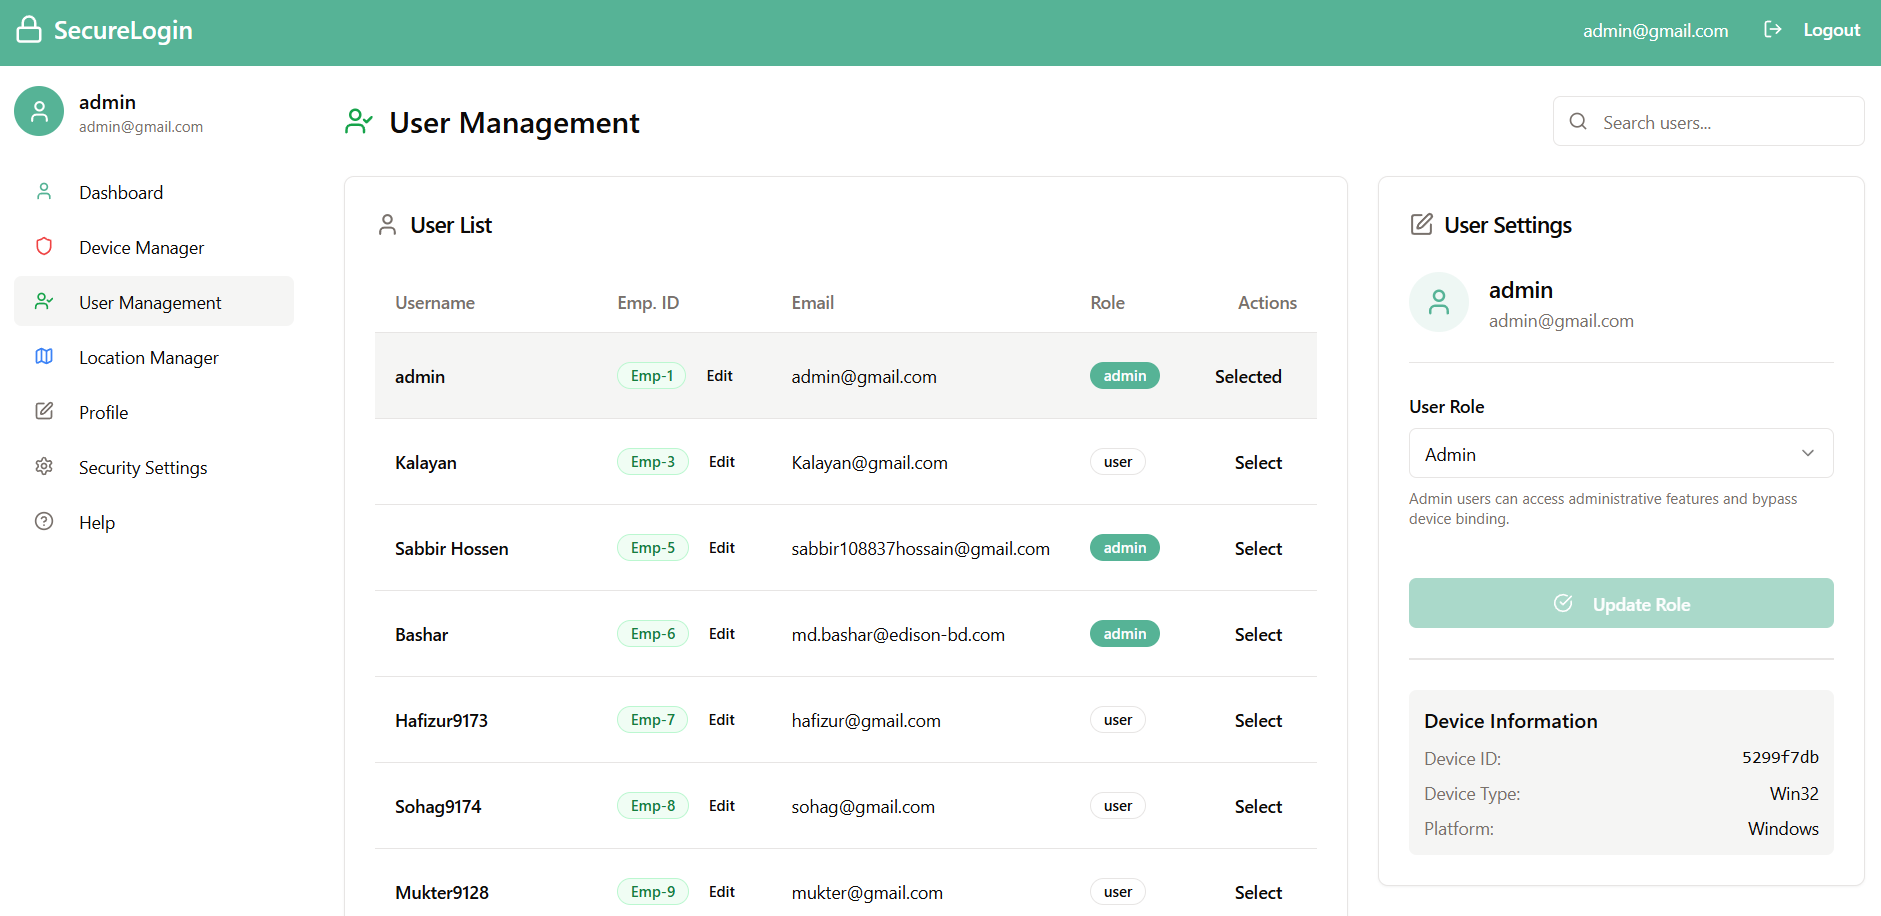 SecureLogin
admin@gmail.com
Logout
admin
admin@gmail.com
Dashboard
Device Manager
User Management
Location Manager
Profile
Security Settings
Help
User Management
Search users...
User List
Username Emp. ID Email Role Actions
admin Emp-1 Edit admin@gmail.com admin Selected
Kalayan Emp-3 Edit Kalayan@gmail.com user Select
Sabbir Hossen Emp-5 Edit sabbir108837hossain@gmail.com admin Select
Bashar Emp-6 Edit md.bashar@edison-bd.com admin Select
Hafizur9173 Emp-7 Edit hafizur@gmail.com user Select
Sohag9174 Emp-8 Edit sohag@gmail.com user Select
Mukter9128 Emp-9 Edit mukter@gmail.com user Select
User Settings
admin
admin@gmail.com
User Role
Admin
Admin users can access administrative features and bypass
device binding.
Update Role
Device Information
Device ID: 5299f7db
Device Type: Win32
Platform: Windows